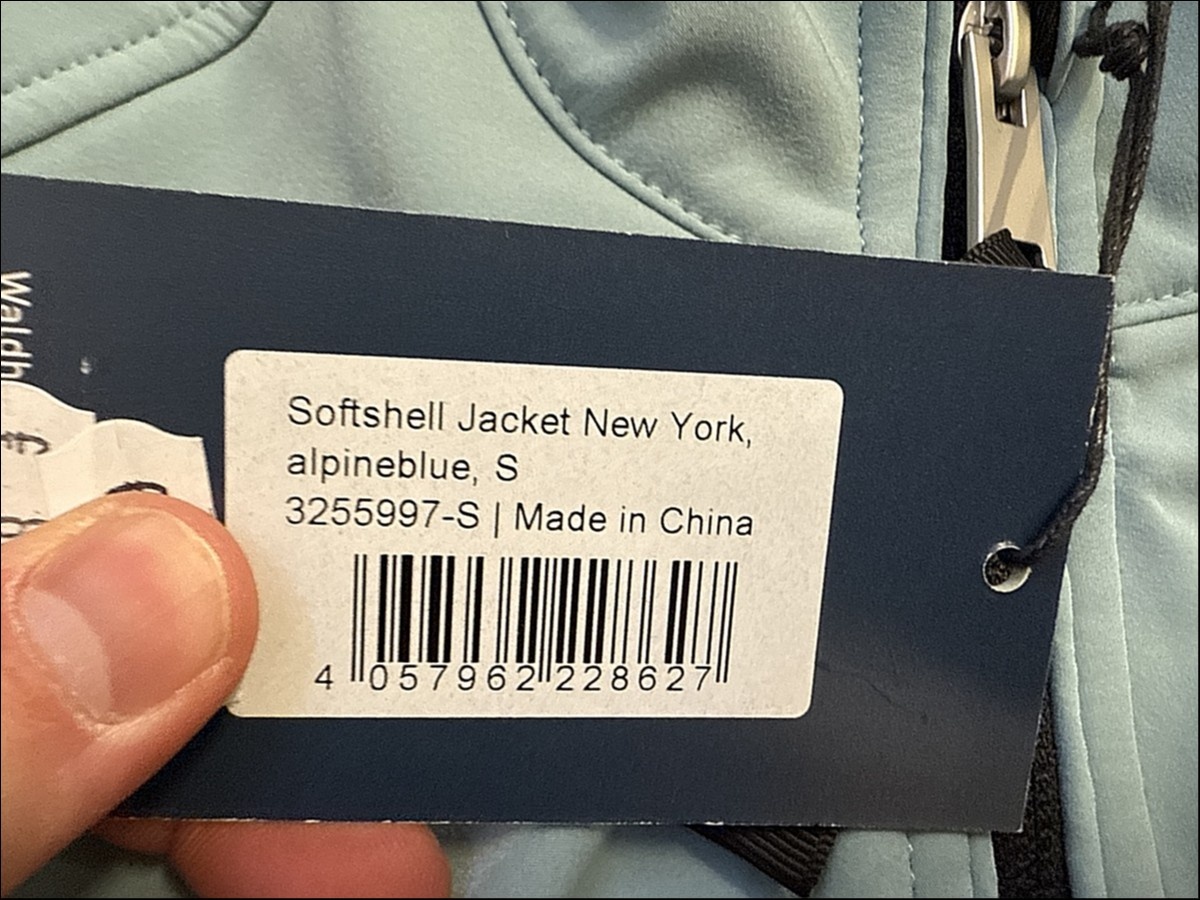 Softshell Jacket New York,
alpineblue, S
3255997-S | Made in China
4 057962 228627